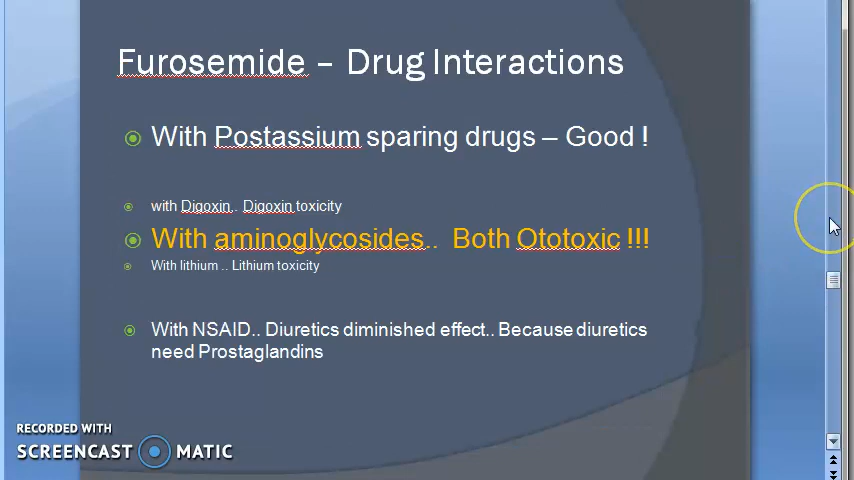 Furosemide – Drug Interactions
With Postassium sparing drugs – Good !
with Digoxin.. Digoxin toxicity
With aminoglycosides.. Both Ototoxic !!!
With lithium .. Lithium toxicity
With NSAID.. Diuretics diminished effect.. Because diuretics
need Prostaglandins
RECORDED WITH
SCREENCAST MATIC